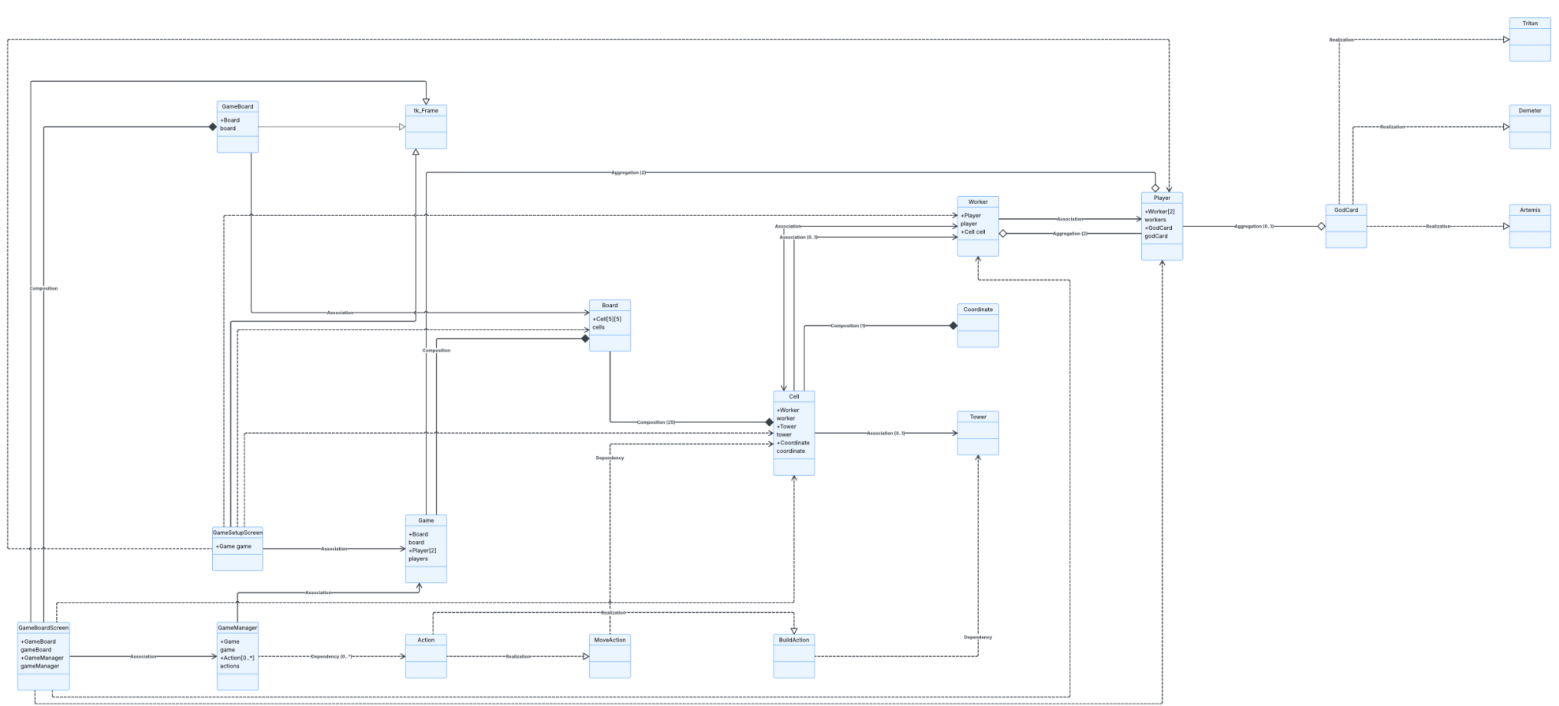 Triton
Realization
GameBoard
+Board
board
tk_Frame
Demeter
Realization
Aggregation (2)
Worker
+Player
player
+Cell cell
Association
Association
Association (0..1)
Aggregation (2)
Player
+Worker[2]
workers
+GodCard
godCard
Aggregation (0..1)
GodCard
Realization
Artemis
Composition
Association
Board
+Cell[5][5]
cells
Composition
Coordinate
Composition (1)
Cell
+Worker
worker
+Tower
tower
+Coordinate
coordinate
Composition (25)
Association (0..1)
Tower
Dependency
GameSetupScreen
+Game game
Association
Game
+Board
board
+Player[2]
players
Association
Realization
GameBoardScreen
+GameBoard
gameBoard
+GameManager
gameManager
Association
GameManager
+Game
game
+Action[0..*]
actions
Dependency (0..*)
Action
Realization
MoveAction
BuildAction
Dependency